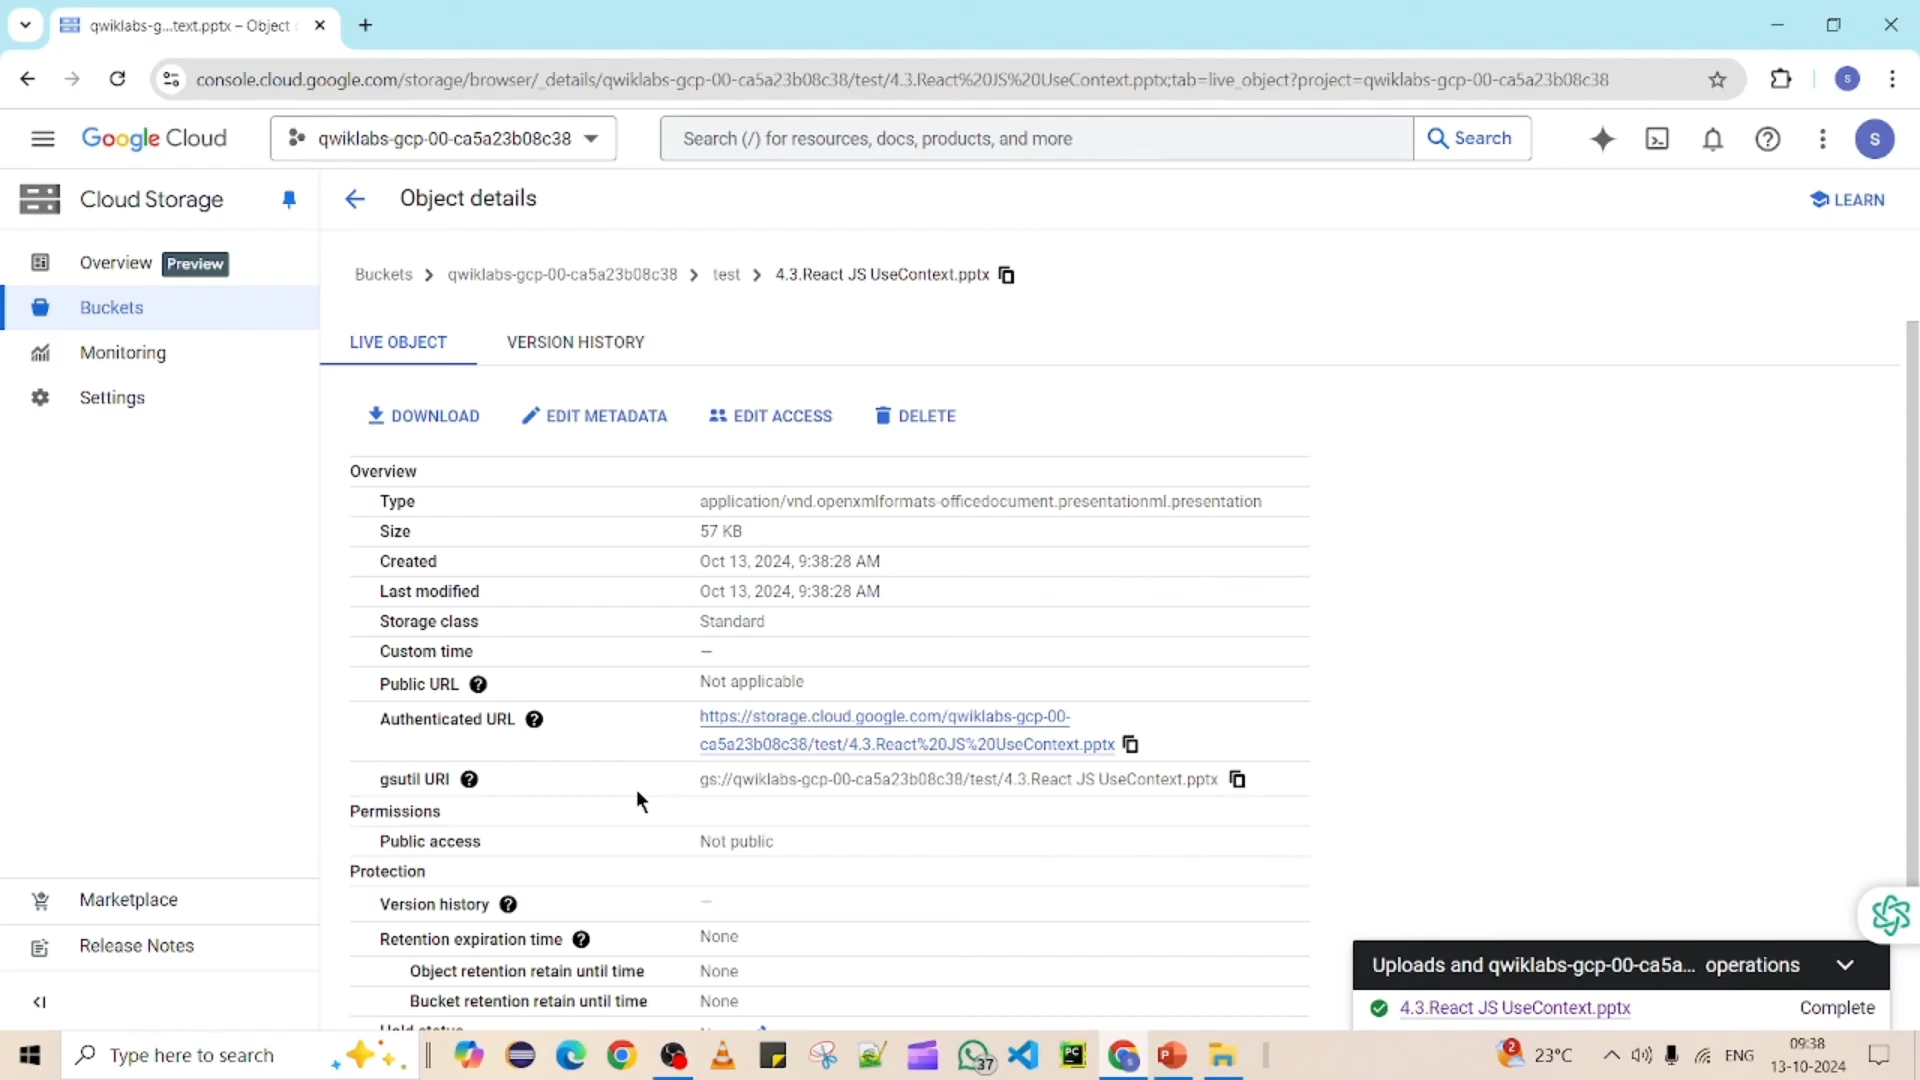 qwiklabs-g...text.pptx – Object
console.cloud.google.com/storage/browser/_details/qwiklabs-gcp-00-ca5a23b08c38/test/4.3.React%20JS%20UseContext.pptx;tab=live_object?project=qwiklabs-gcp-00-ca5a23b08c38
S
Google Cloud
qwiklabs-gcp-00-ca5a23b08c38
Search (/) for resources, docs, products, and more
Search
S
Cloud Storage
Object details
LEARN
Overview Preview
Buckets
Monitoring
Settings
Marketplace
Release Notes
Buckets
qwiklabs-gcp-00-ca5a23b08c38
test
4.3.React JS UseContext.pptx
LIVE OBJECT
VERSION HISTORY
DOWNLOAD
EDIT METADATA
EDIT ACCESS
DELETE
Overview
Type application/vnd.openxmlformats-officedocument.presentationml.presentation
Size 57 KB
Created Oct 13, 2024, 9:38:28 AM
Last modified Oct 13, 2024, 9:38:28 AM
Storage class Standard
Custom time —
Public URL Not applicable
Authenticated URL https://storage.cloud.google.com/qwiklabs-gcp-00-
ca5a23b08c38/test/4.3.React%20JS%20UseContext.pptx
gsutil URI gs://qwiklabs-gcp-00-ca5a23b08c38/test/4.3.React JS UseContext.pptx
Permissions
Public access Not public
Protection
Version history —
Retention expiration time None
Object retention retain until time None
Bucket retention retain until time None
Hold status
Uploads and qwiklabs-gcp-00-ca5a... operations
4.3.React JS UseContext.pptx Complete
Type here to search
37
PC
2
23°C
ENG
09:38
13-10-2024